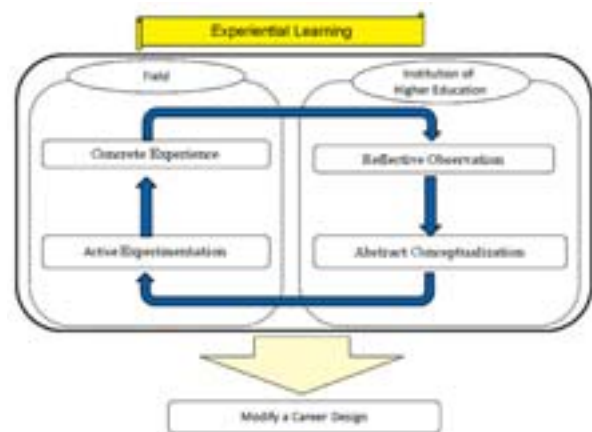 Experiential Learning
Field
Institution of
Higher Education
Concrete Experience
Reflective Observation
Active Experimentation
Abstract Conceptualization
Modify a Career Design